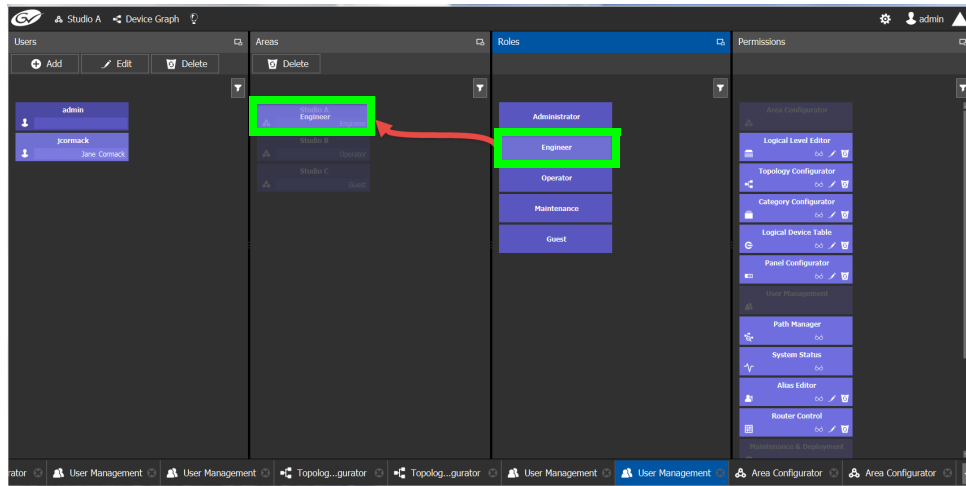 GV Studio A Device Graph admin
Users
Areas
Roles
Permissions
Add Edit Delete
Delete
admin
jcormack
Jane Cormack
Studio A
Engineer
Engineer
Studio B
Operator
Studio C
Guest
Administrator
Engineer
Operator
Maintenance
Guest
Area Configurator
Logical Level Editor
Topology Configurator
Category Configurator
Logical Device Table
Panel Configurator
User Management
Path Manager
System Status
Alias Editor
Router Control
Maintenance & Deployment
rator User Management User Management Topolog...gurator Topolog...gurator User Management User Management Area Configurator Area Configurator